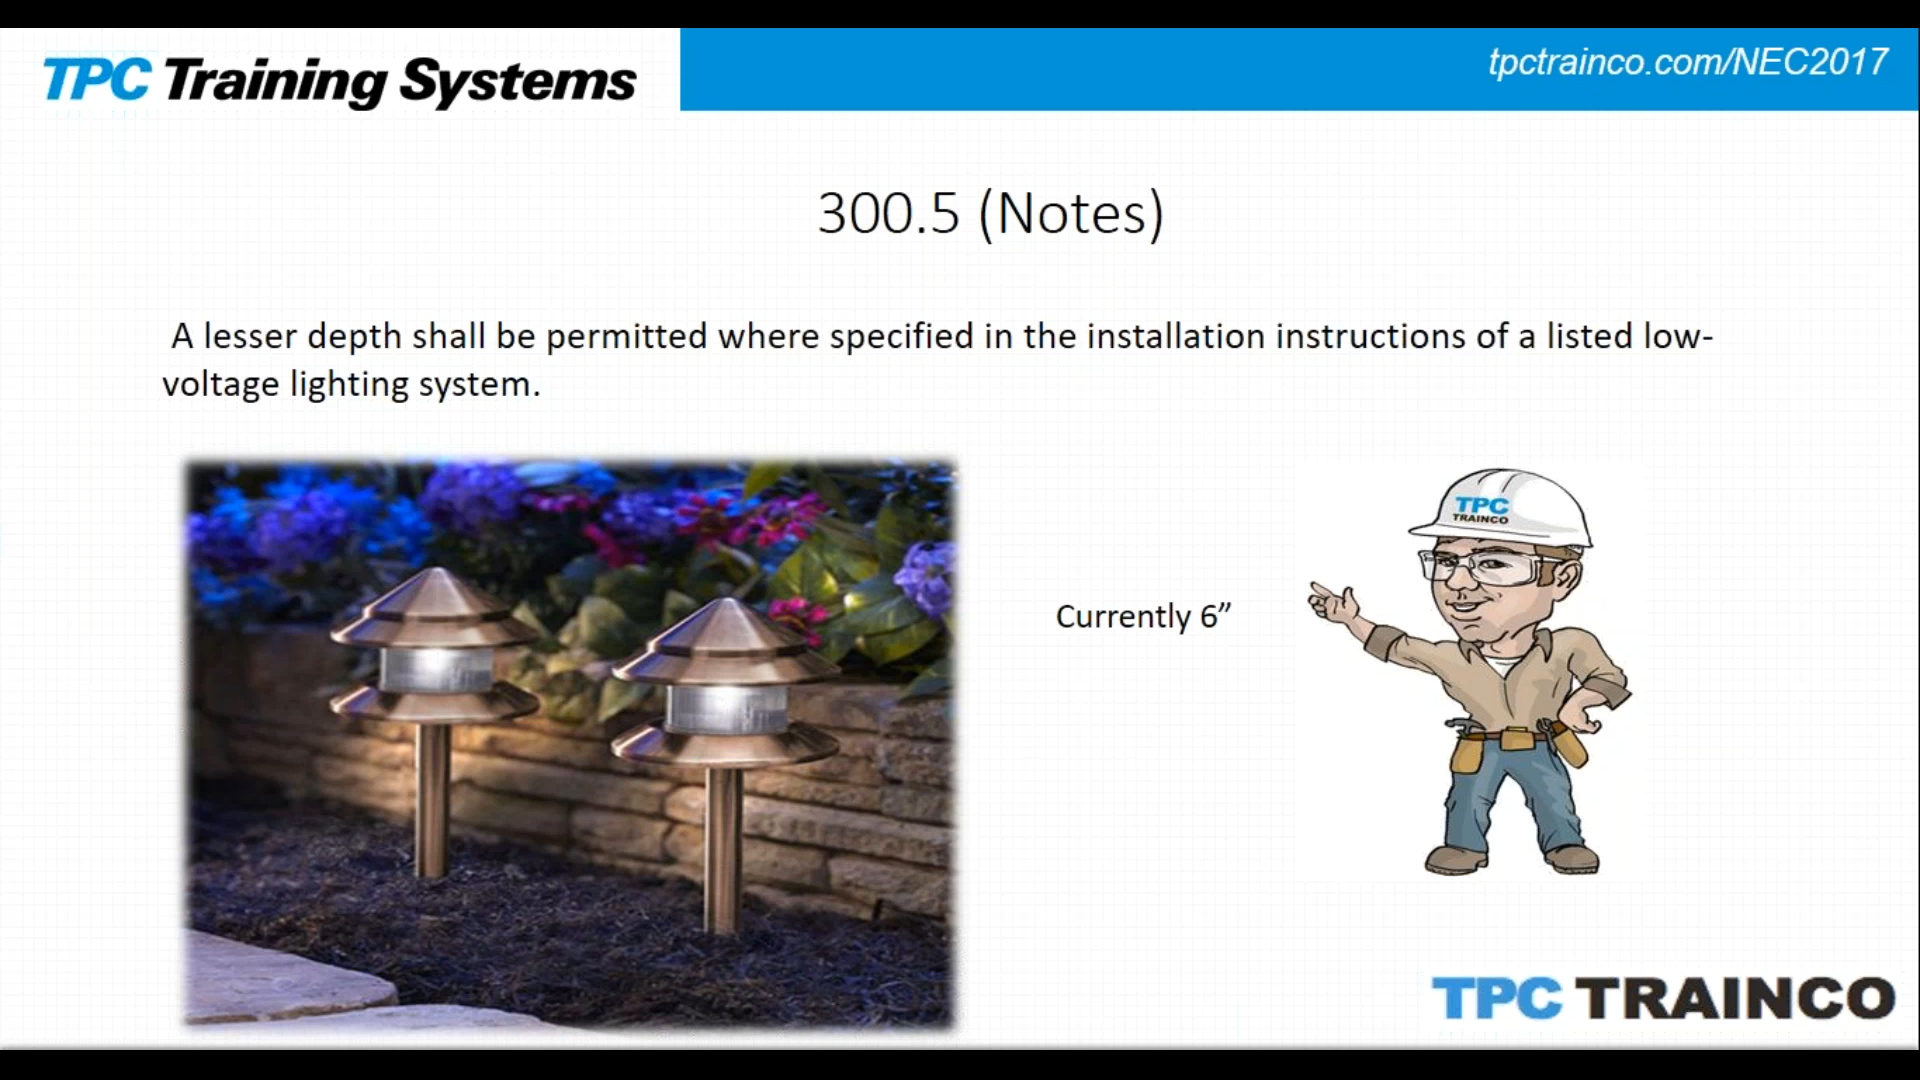 TPC Training Systems
tpctrainco.com/NEC2017
300.5 (Notes)
A lesser depth shall be permitted where specified in the installation instructions of a listed low-
voltage lighting system.
TPC
TRAINCO
Currently 6”
TPC TRAINCO